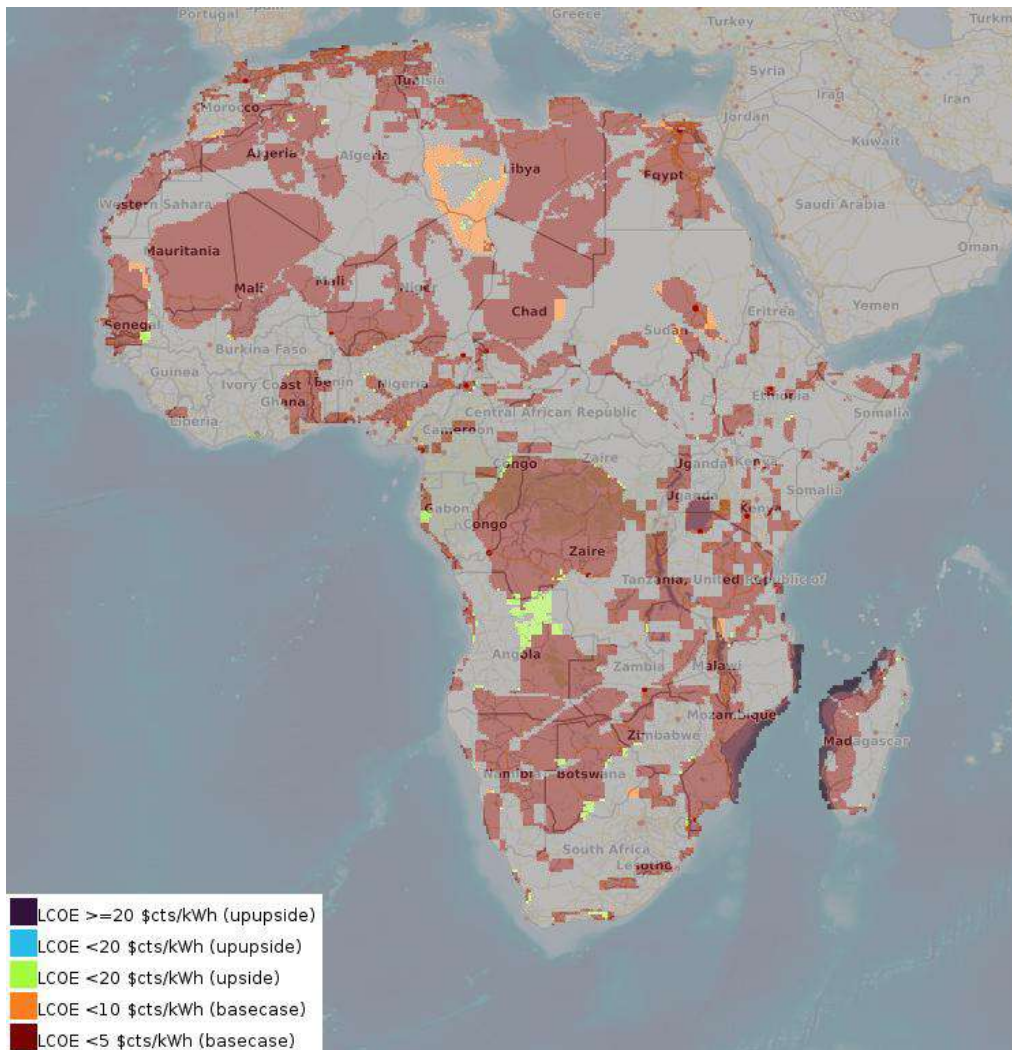 Portugal
Greece
Turkey
Turkm
Tunisia
Syria
Iraq
Iran
Morocco
Jordan
Kuwait
Algeria
Algeria
Libya
Egypt
Western Sahara
Saudi Arabia
Oman
Mauritania
Mali
Mali
Niger
Chad
Yemen
Eritrea
Senegal
Sudan
Burkina Faso
Guinea
Ivory Coast
Benin
Nigeria
Ethiopia
Ghana
Liberia
Central African Republic
Somalia
Cameroon
Congo
Zaire
Uganda
Kenya
Uganda
Somalia
Gabon
Congo
Kenya
Zaire
Tanzania, United Republic of
Angola
Zambia
Malawi
Mozambique
Zimbabwe
Madagascar
Namibia
Botswana
South Africa
Lesotho
LCOE >=20 $cts/kWh (upupside)
LCOE <20 $cts/kWh (upupside)
LCOE <20 $cts/kWh (upside)
LCOE <10 $cts/kWh (basecase)
LCOE <5 $cts/kWh (basecase)